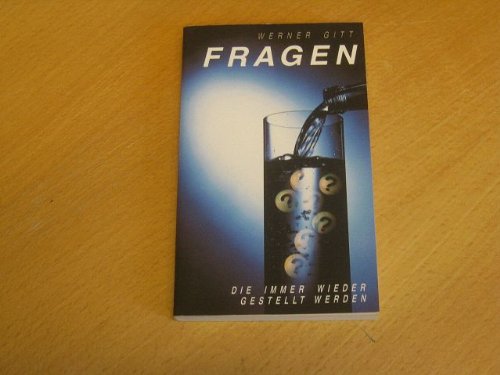 WERNER GITT
FRAGEN
? ? ? ? ? ?
DIE IMMER WIEDER
GESTELLT WERDEN